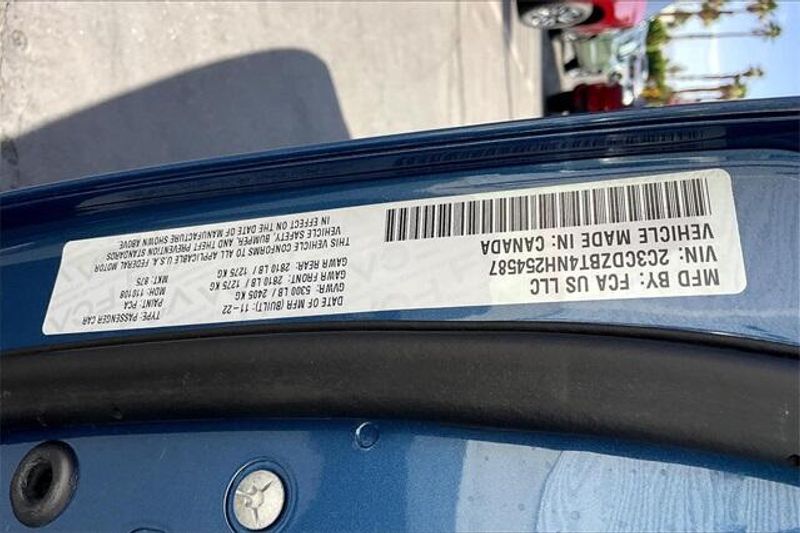 MFD BY: FCA US LLC
DATE OF MFR (BUILT): 11-22
GVWR: 5300 LB / 2405 KG
GAWR FRONT: 2810 LB / 1275 KG
GAWR REAR: 2810 LB / 1275 KG
THIS VEHICLE CONFORMS TO ALL APPLICABLE U.S.A. FEDERAL MOTOR
VEHICLE SAFETY, BUMPER, AND THEFT PREVENTION STANDARDS
IN EFFECT ON THE DATE OF MANUFACTURE SHOWN ABOVE
VIN: 2C3CDZBT4NH254587
VEHICLE MADE IN: CANADA
TYPE: PASSENGER CAR
PAINT: PCA
MDH: 110108
MKT: 875